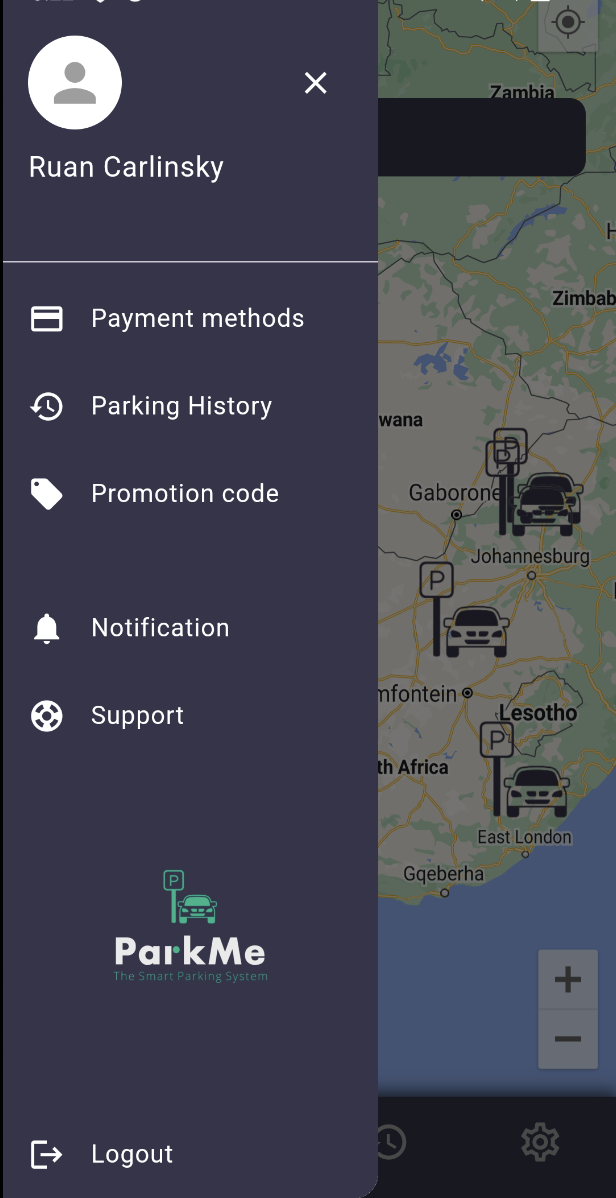 Ruan Carlinsky
Payment methods
Parking History
Promotion code
Notification
Support
P
ParkMe
The Smart Parking System
Logout
Zambia
Zimbab
wana
P
P
Gaborone
Johannesburg
P
mfontein
Lesotho
P
th Africa
East London
Gqeberha